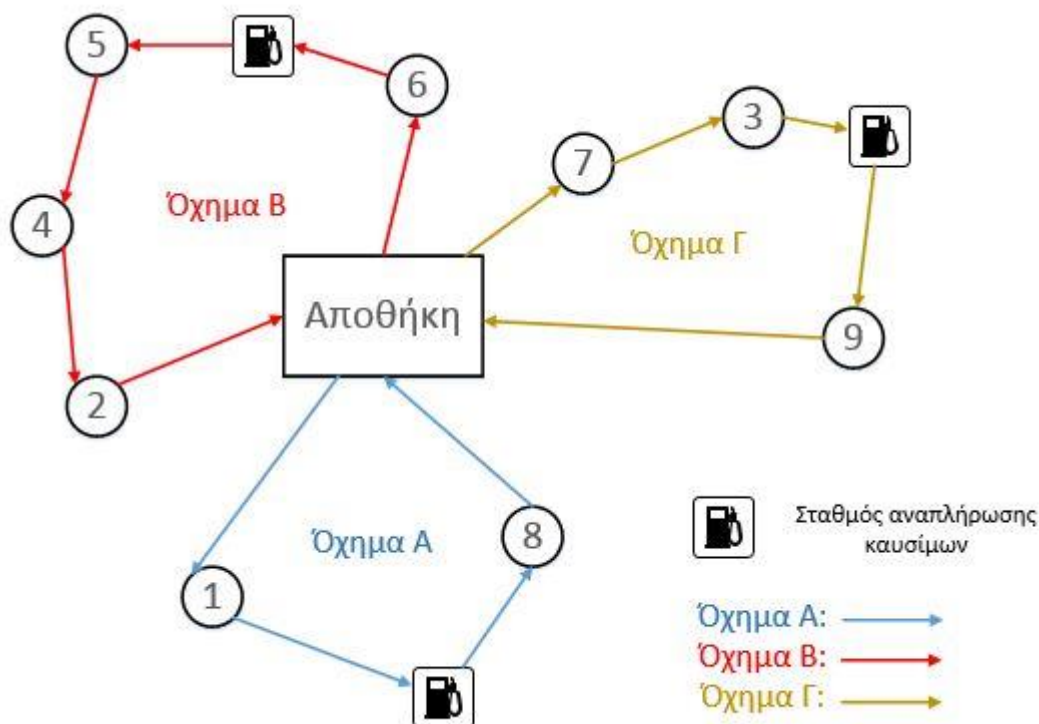 5
6
3
7
4
Όχημα Β
Όχημα Γ
Αποθήκη
9
2
Όχημα Α
8
1
Σταθμός αναπλήρωσης
καυσίμων
Όχημα Α:
Όχημα Β:
Όχημα Γ: